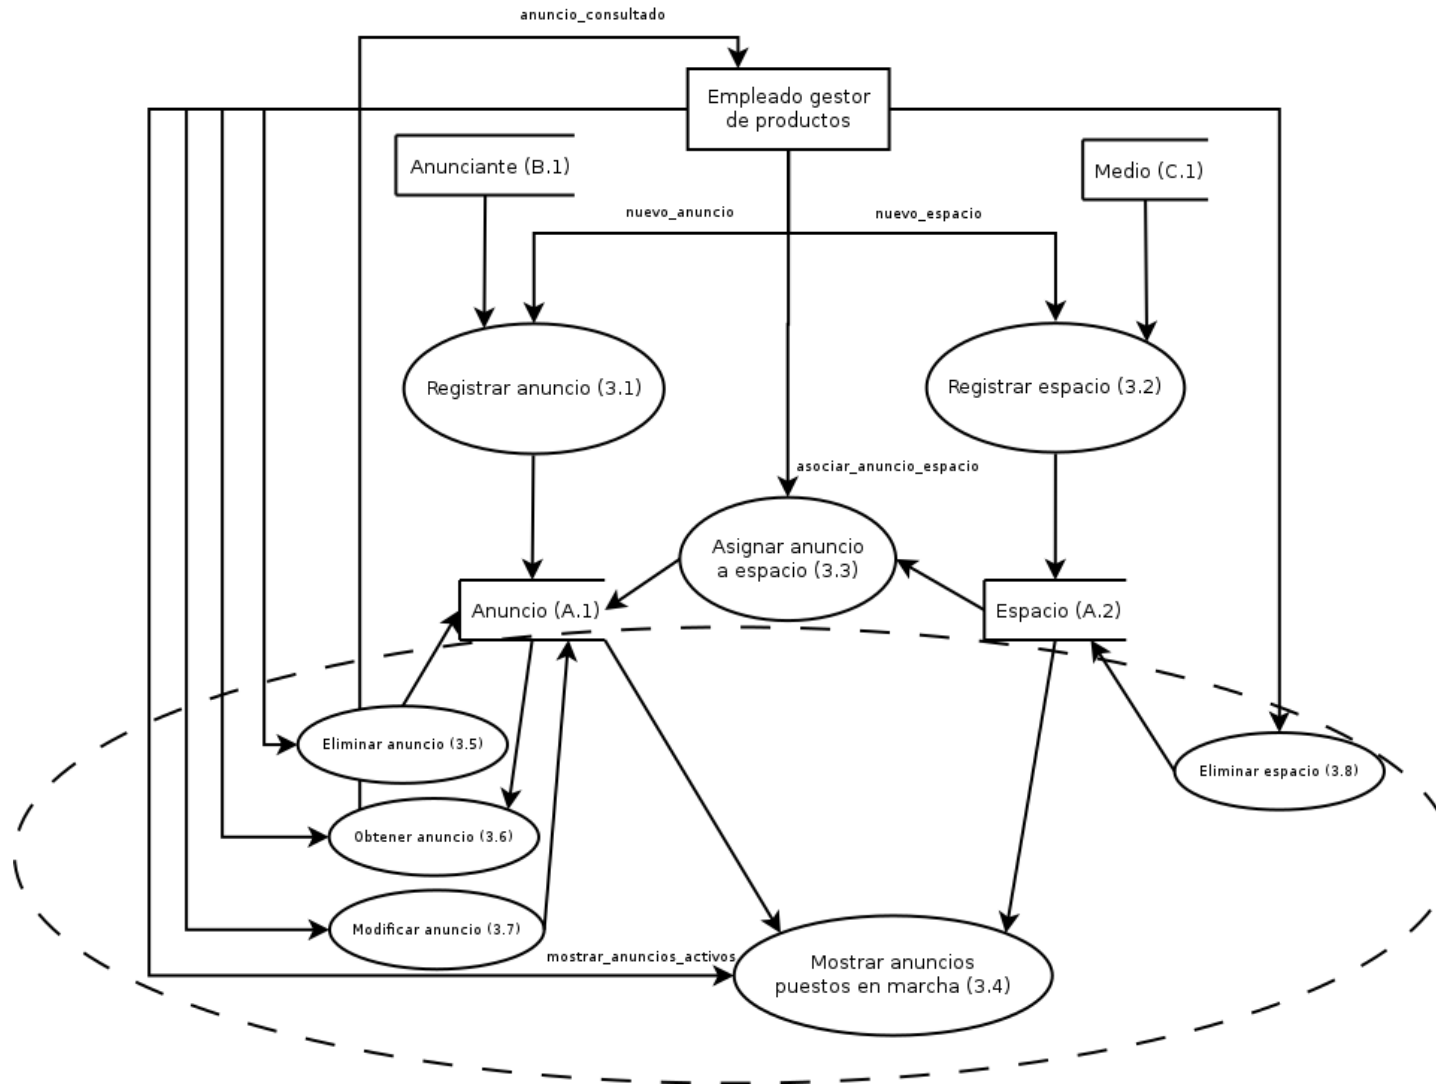 anuncio_consultado
Empleado gestor
de productos
Anunciante (B.1)
Medio (C.1)
nuevo_anuncio
nuevo_espacio
Registrar anuncio (3.1)
Registrar espacio (3.2)
asociar_anuncio_espacio
Asignar anuncio
a espacio (3.3)
Anuncio (A.1)
Espacio (A.2)
Eliminar anuncio (3.5)
Eliminar espacio (3.8)
Obtener anuncio (3.6)
Modificar anuncio (3.7)
mostrar_anuncios_activos
Mostrar anuncios
puestos en marcha (3.4)